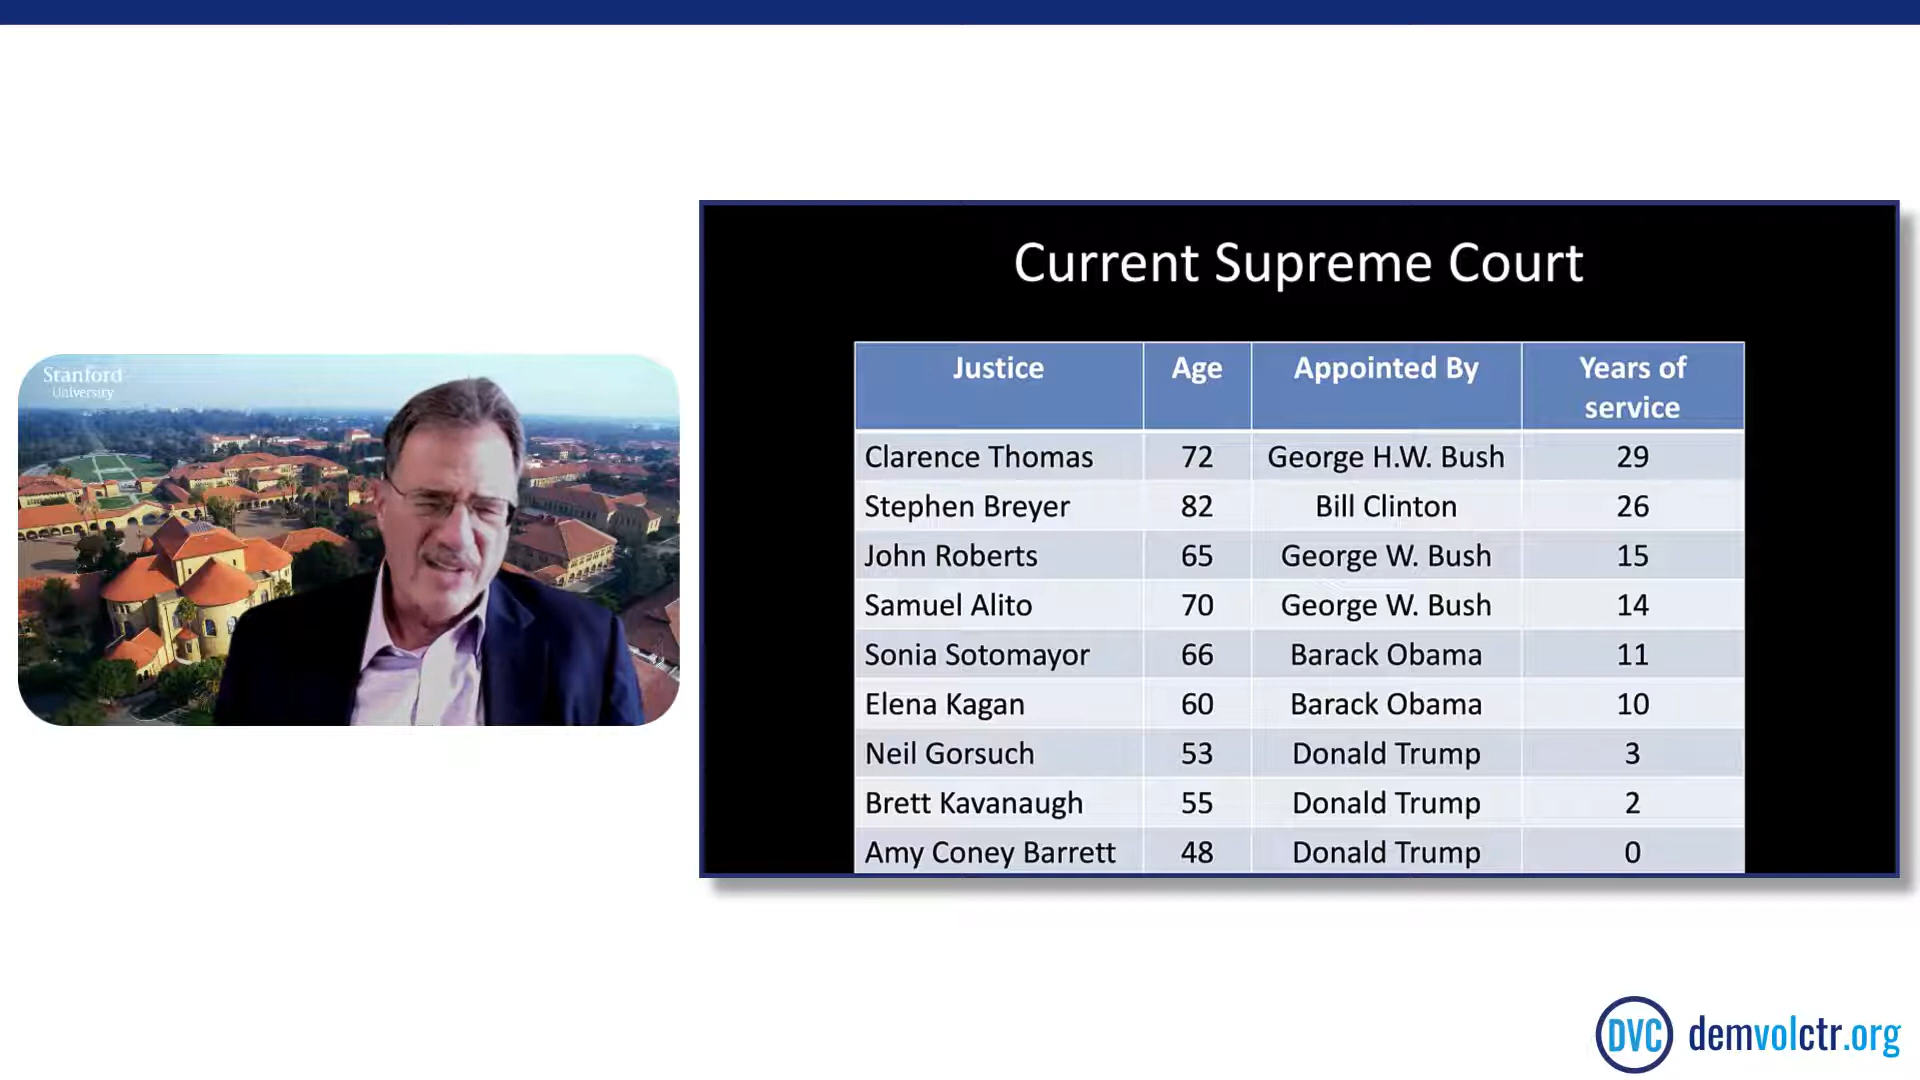 Stanford
University
Current Supreme Court
Justice Age Appointed By Years of
service
Clarence Thomas 72 George H.W. Bush 29
Stephen Breyer 82 Bill Clinton 26
John Roberts 65 George W. Bush 15
Samuel Alito 70 George W. Bush 14
Sonia Sotomayor 66 Barack Obama 11
Elena Kagan 60 Barack Obama 10
Neil Gorsuch 53 Donald Trump 3
Brett Kavanaugh 55 Donald Trump 2
Amy Coney Barrett 48 Donald Trump 0
DVC demvolctr.org